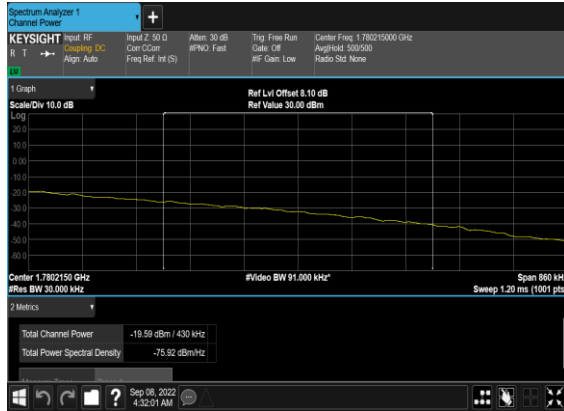 Spectrum Analyzer 1
Channel Power
KEYSIGHT Input: RF Input Z: 50 Ω Atten: 30 dB Trig: Free Run Center Freq: 1.780215000 GHz
R T Coupling: DC Corr CCorr #PNO: Fast Gate: Off Avg|Hold: 500/500
Align: Auto Freq Ref: Int (S) #IF Gain: Low Radio Std: None
1 Graph
Ref Lvl Offset 8.10 dB
Scale/Div 10.0 dB Ref Value 30.00 dBm
Log
20.0
10.0
0.00
-10.0
-20.0
-30.0
-40.0
-50.0
-60.0
Center 1.7802150 GHz #Video BW 91.000 kHz* Span 860 kH
#Res BW 30.000 kHz Sweep 1.20 ms (1001 pts
2 Metrics
Total Channel Power -19.59 dBm / 430 kHz
Total Power Spectral Density -75.92 dBm/Hz
?
Sep 08, 2022
4:32:01 AM